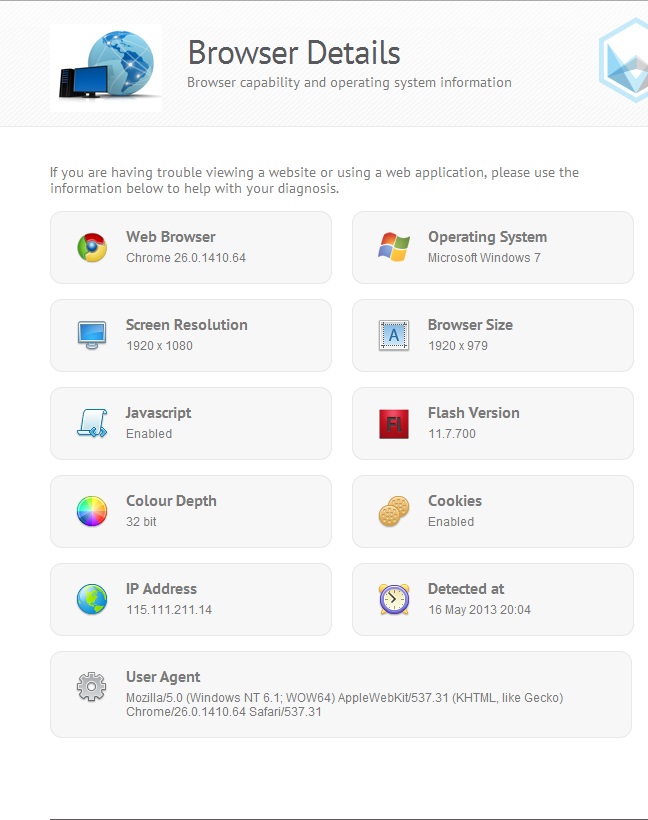 Browser Details
Browser capability and operating system information
If you are having trouble viewing a website or using a web application, please use the
information below to help with your diagnosis.
Web Browser
Chrome 26.0.1410.64
Operating System
Microsoft Windows 7
Screen Resolution
1920 x 1080
A
Browser Size
1920 x 979
Javascript
Enabled
Fl
Flash Version
11.7.700
Colour Depth
32 bit
Cookies
Enabled
IP Address
115.111.211.14
Detected at
16 May 2013 20:04
User Agent
Mozilla/5.0 (Windows NT 6.1; WOW64) AppleWebKit/537.31 (KHTML, like Gecko)
Chrome/26.0.1410.64 Safari/537.31